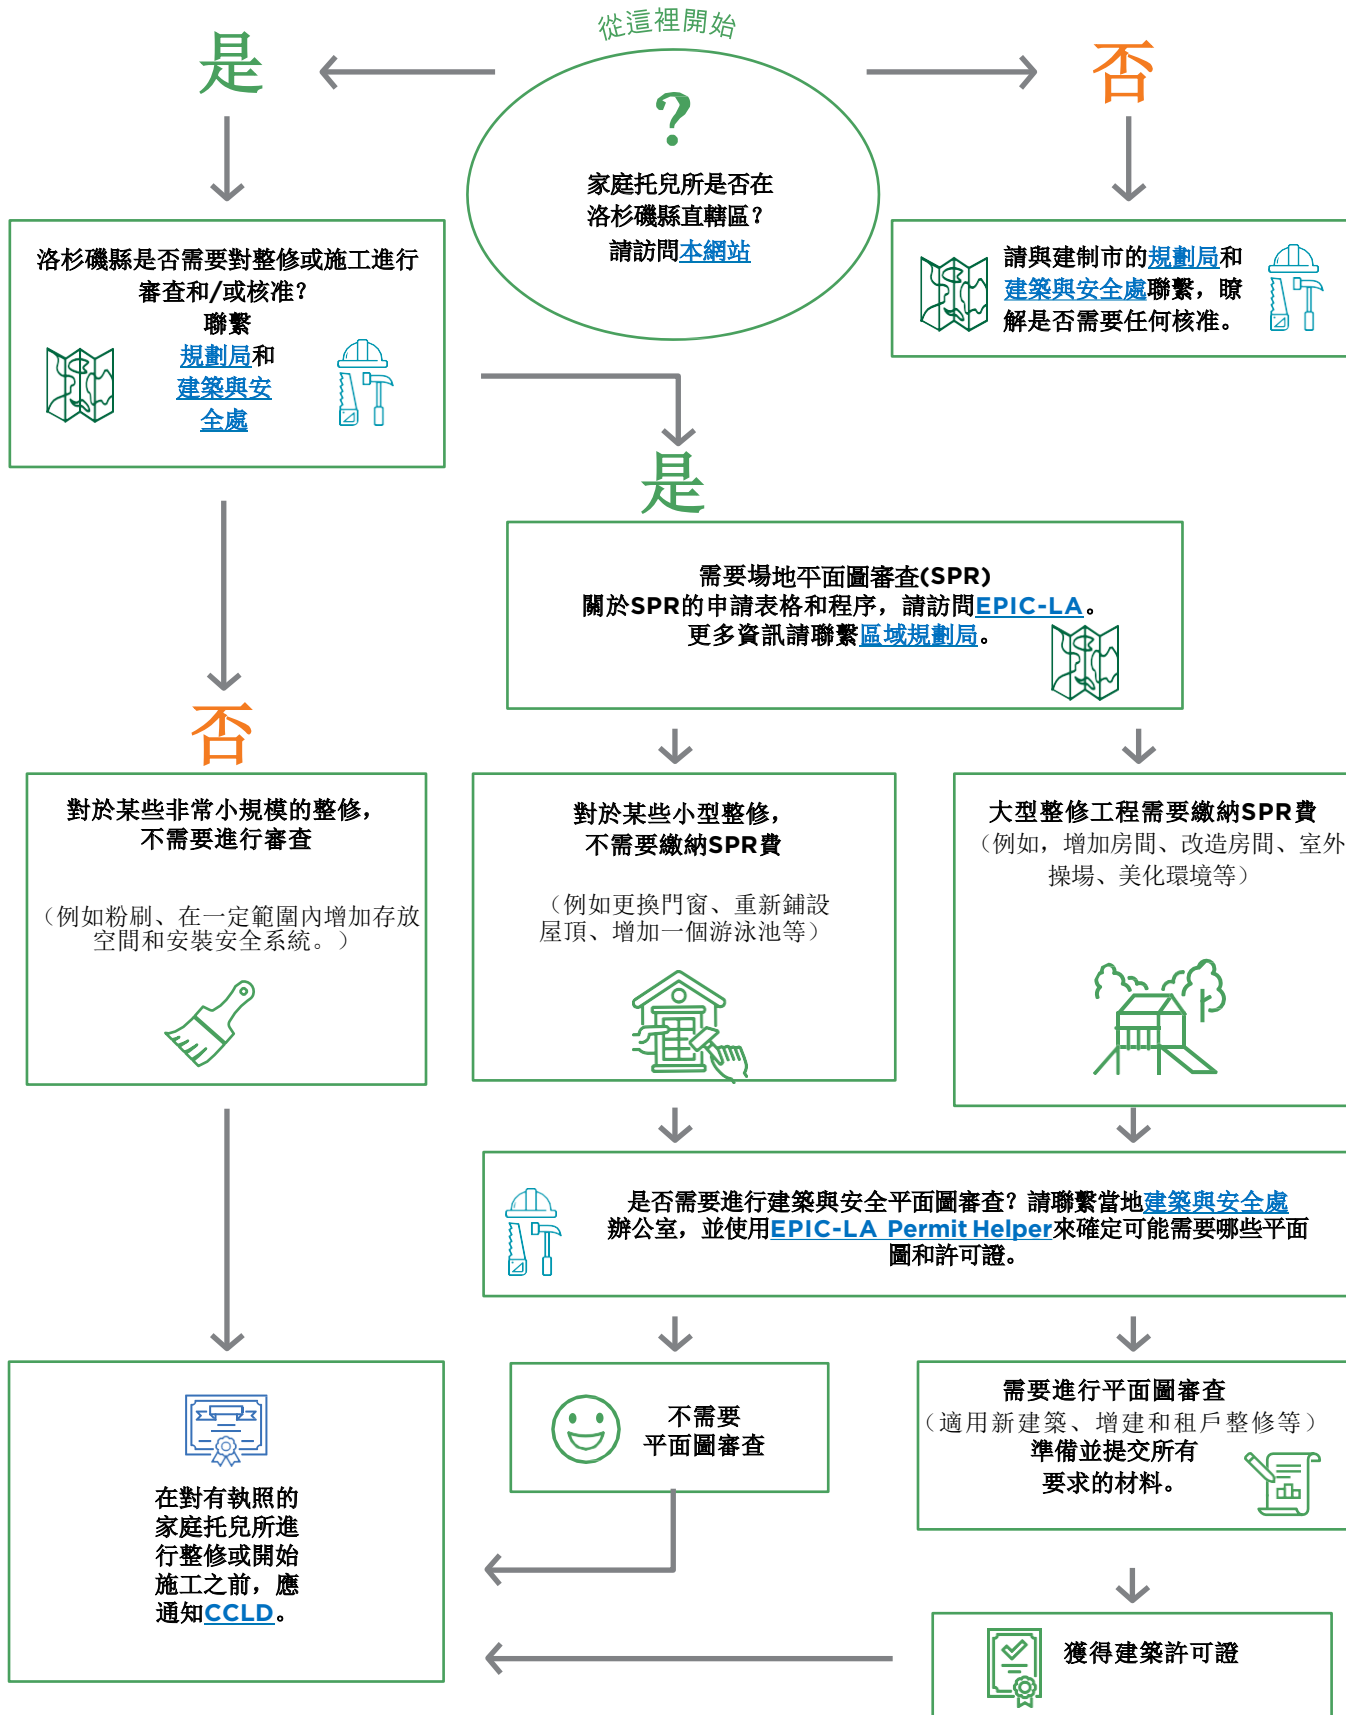 從這裡開始
是
否
?
家庭托兒所是否在
洛杉磯縣直轄區？
請訪問本網站
洛杉磯縣是否需要對整修或施工進行
審查和/或核准？
聯繫
規劃局和
建築與安
全處
請與建制市的規劃局和
建築與安全處聯繫，瞭
解是否需要任何核准。
是
需要場地平面圖審查(SPR)
關於SPR的申請表格和程序，請訪問EPIC-LA。
更多資訊請聯繫區域規劃局。
否
對於某些非常小規模的整修，
不需要進行審查
（例如粉刷、在一定範圍內增加存放
空間和安裝安全系統。）
對於某些小型整修，
不需要繳納SPR費
（例如更換門窗、重新鋪設
屋頂、增加一個游泳池等）
大型整修工程需要繳納SPR費
（例如，增加房間、改造房間、室外
操場、美化環境等）
是否需要進行建築與安全平面圖審查？請聯繫當地建築與安全處
辦公室，並使用EPIC-LA Permit Helper來確定可能需要哪些平面
圖和許可證。
不需要
平面圖審查
需要進行平面圖審查
（適用新建築、增建和租戶整修等）
準備並提交所有
要求的材料。
在對有執照的
家庭托兒所進
行整修或開始
施工之前，應
通知CCLD。
獲得建築許可證